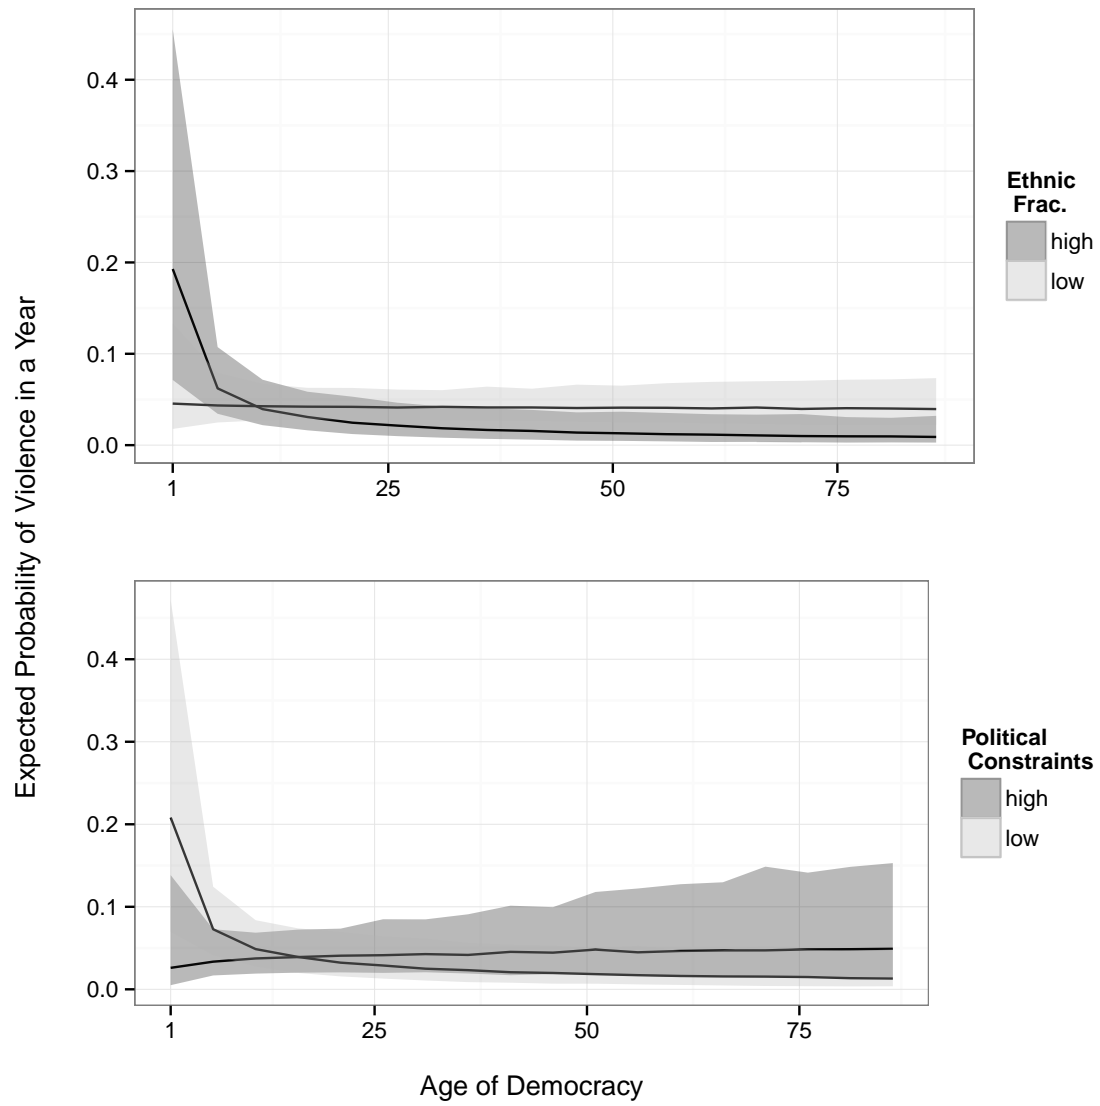 Expected Probability of Violence in a Year
0.4
0.3
0.2
0.1
0.0
1 25 50 75
Ethnic
Frac.
high
low
0.4
0.3
0.2
0.1
0.0
1 25 50 75
Political
Constraints
high
low
Age of Democracy